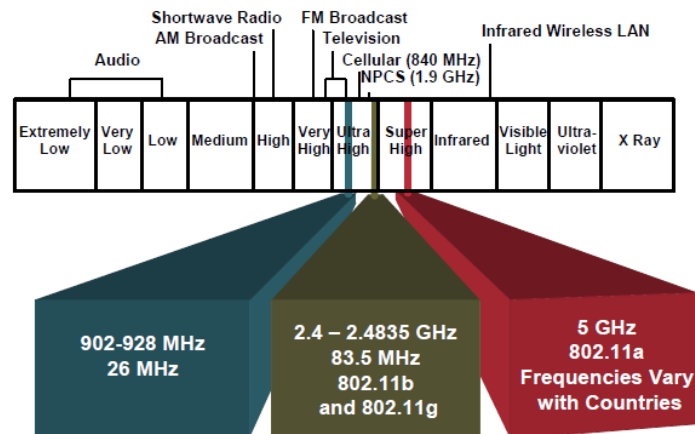 Shortwave Radio
FM Broadcast
AM Broadcast
Television
Infrared Wireless LAN
Audio
Cellular (840 MHz)
NPCS (1.9 GHz)
Extremely
Low
Very
Low
Low
Medium
High
Very
High
Ultra
High
Super
High
Infrared
Visible
Light
Ultra-
violet
X Ray
902-928 MHz
26 MHz
2.4 – 2.4835 GHz
83.5 MHz
802.11b
and 802.11g
5 GHz
802.11a
Frequencies Vary
with Countries